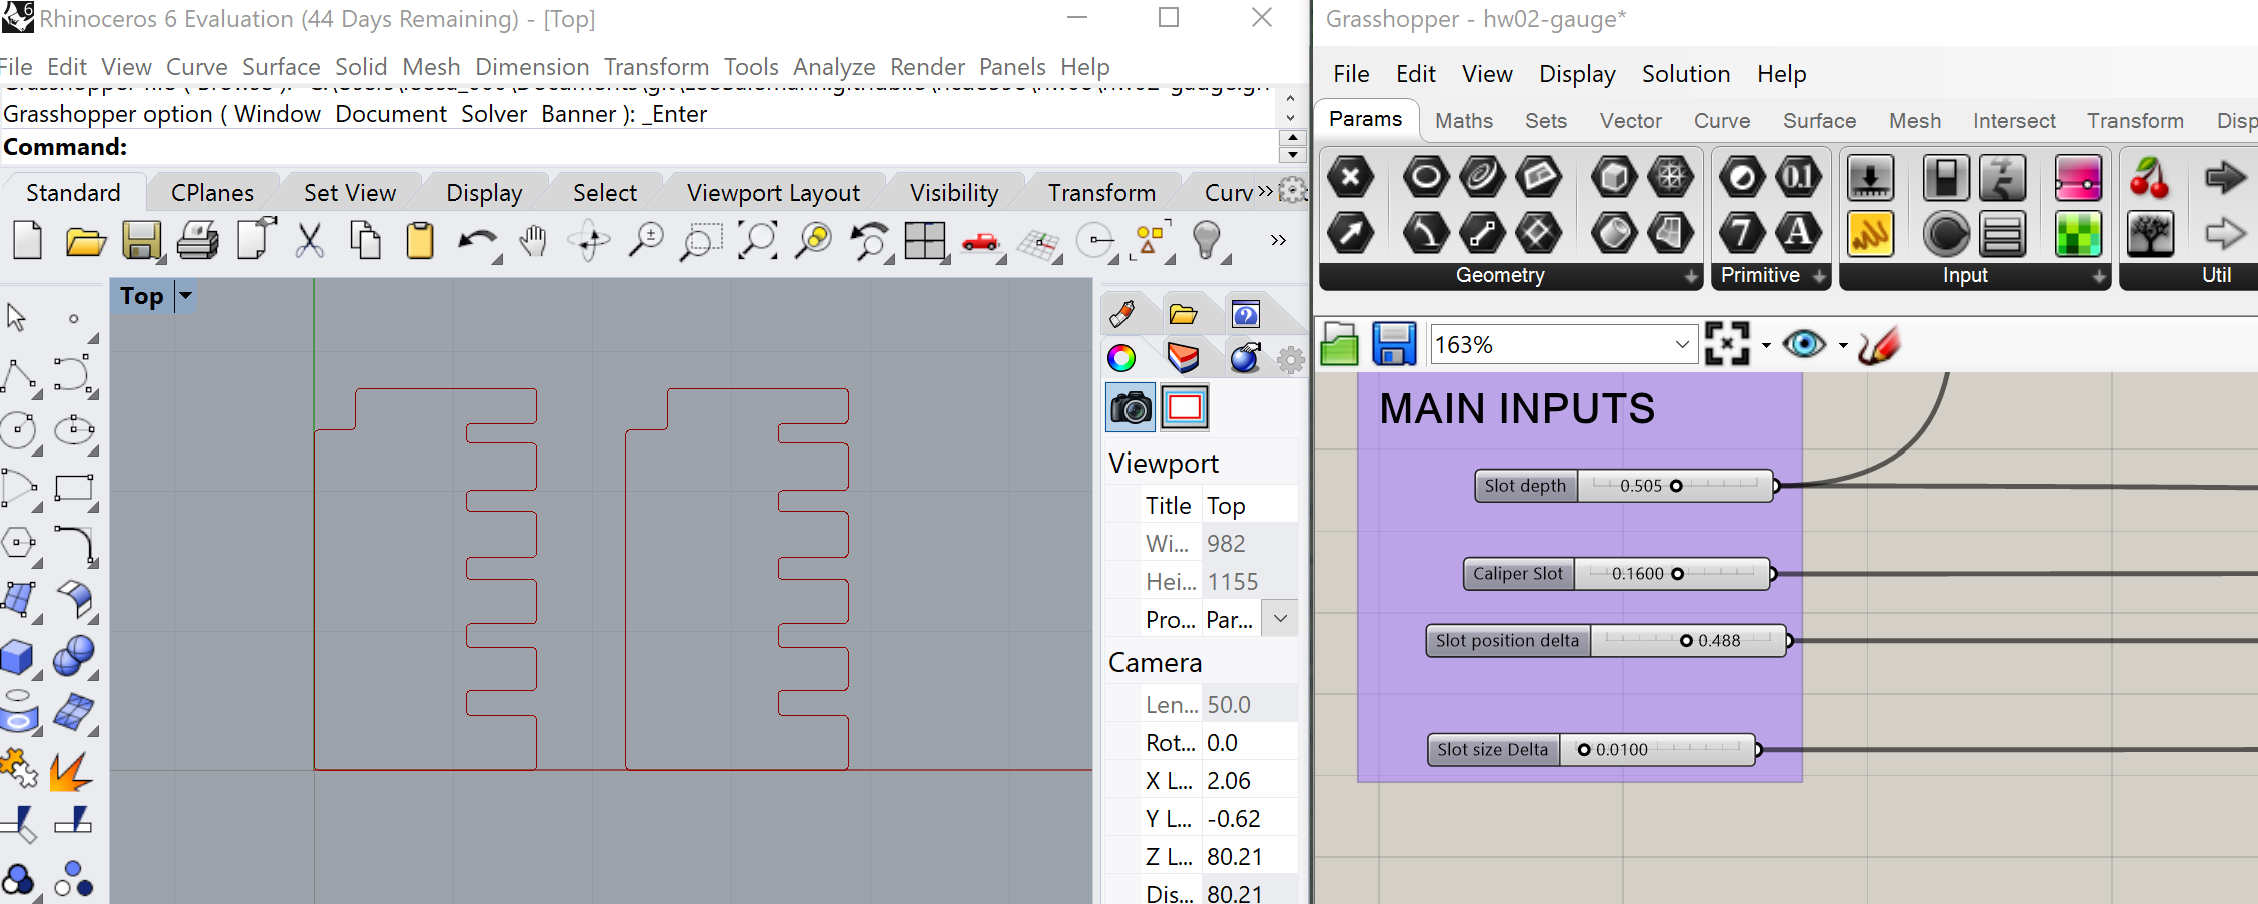 Rhinoceros 6 Evaluation (44 Days Remaining) - [Top]
File Edit View Curve Surface Solid Mesh Dimension Transform Tools Analyze Render Panels Help
Grasshopper option ( Window Document Solver Banner ): _Enter
Command:
Standard CPlanes Set View Display Select Viewport Layout Visibility Transform Curv
Top
Viewport
Title Top
Wi... 982
Hei... 1155
Pro... Par...
Camera
Len... 50.0
Rot... 0.0
X L... 2.06
Y L... -0.62
Z L... 80.21
Dis... 80.21
Grasshopper - hw02-gauge*
File Edit View Display Solution Help
Params Maths Sets Vector Curve Surface Mesh Intersect Transform Disp
Geometry Primitive Input Util
163%
MAIN INPUTS
Slot depth 0.505
Caliper Slot 0.1600
Slot position delta 0.488
Slot size Delta 0.0100